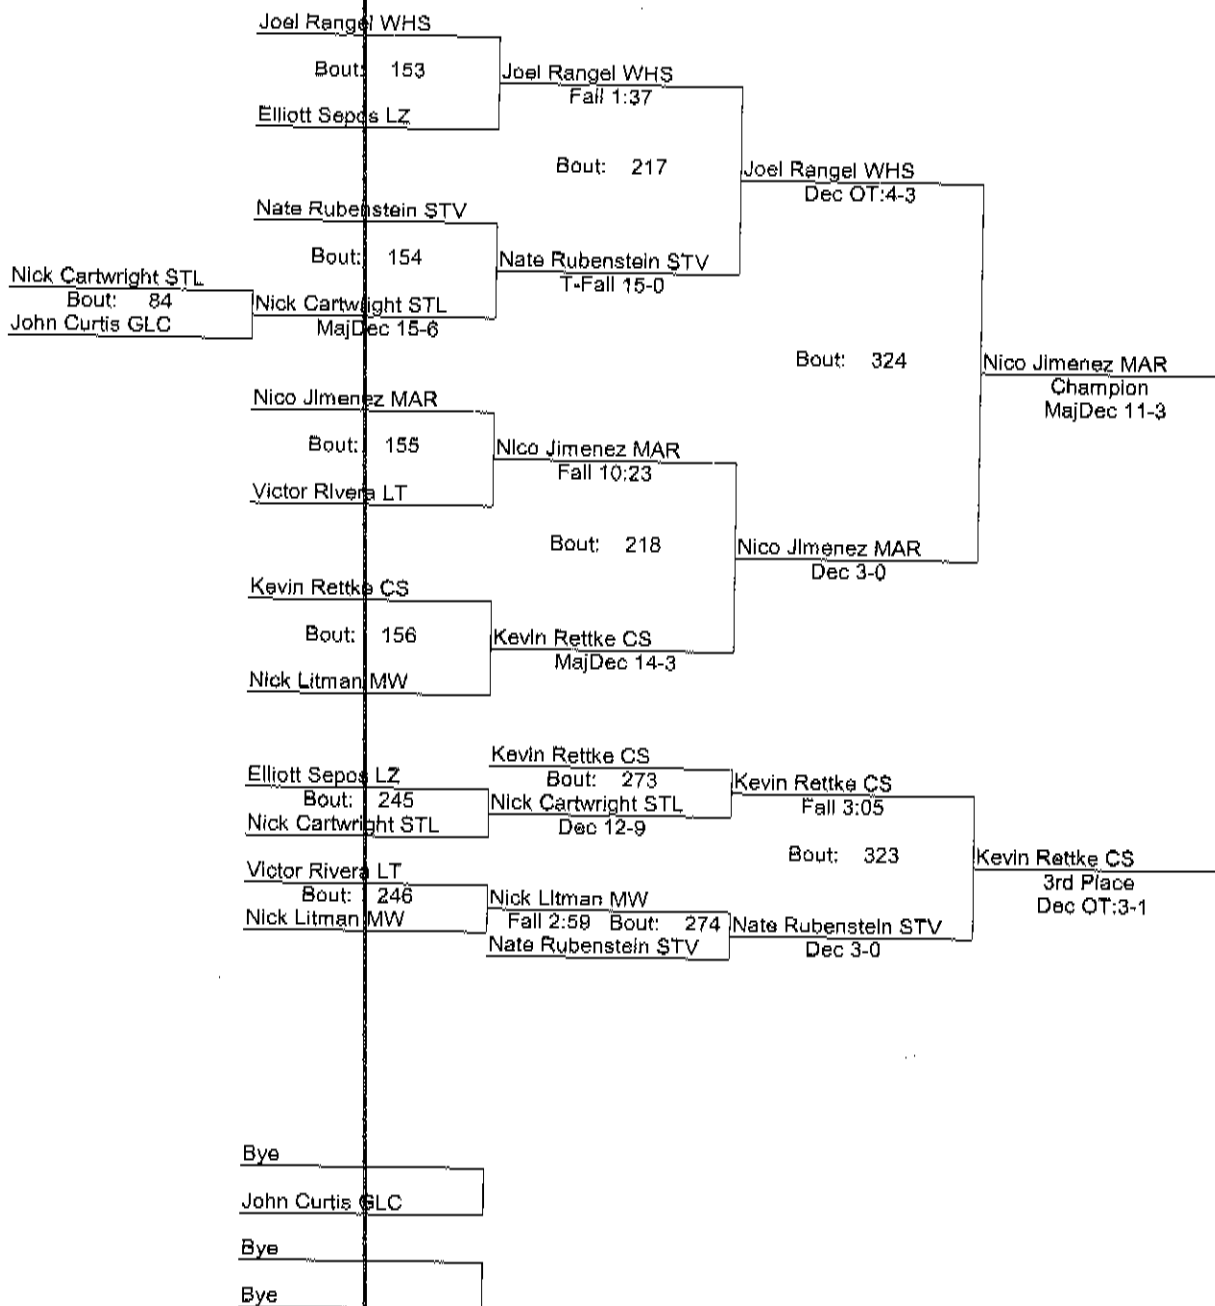 Joel Rangel WHS
Bout: 153
Joel Rangel WHS
Fall 1:37
Elliott Sepos LZ
Bout: 217
Joel Rangel WHS
Dec OT:4-3
Nate Rubenstein STV
Bout: 154
Nate Rubenstein STV
T-Fall 15-0
Nick Cartwright STL
Bout: 84
John Curtis GLC
Nick Cartwright STL
MajDec 15-6
Bout: 324
Nico Jimenez MAR
Champion
MajDec 11-3
Nico Jimenez MAR
Bout: 155
Nico Jimenez MAR
Fall 10:23
Victor Rivera LT
Bout: 218
Nico Jimenez MAR
Dec 3-0
Kevin Rettke CS
Bout: 156
Kevin Rettke CS
MajDec 14-3
Nick Litman MW
Kevin Rettke CS
Bout: 273
Kevin Rettke CS
Fall 3:05
Elliott Sepos LZ
Bout: 245
Nick Cartwright STL
Nick Cartwright STL
Dec 12-9
Bout: 323
Kevin Rettke CS
3rd Place
Dec OT:3-1
Victor Rivera LT
Bout: 246
Nick Litman MW
Nick Litman MW
Fall 2:59 Bout: 274
Nate Rubenstein STV
Nate Rubenstein STV
Dec 3-0
Bye
John Curtis GLC
Bye
Bye